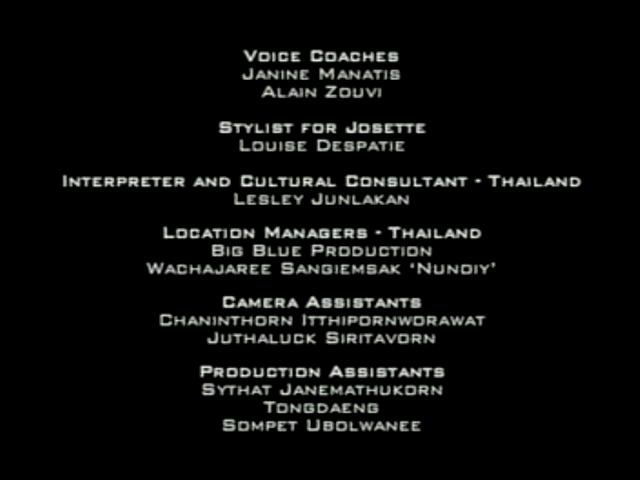 Voice Coaches
Janine Manatis
Alain Zouvi
Stylist for Josette
Louise Despatie
Interpreter and Cultural Consultant - Thailand
Lesley Junlakan
Location Managers - Thailand
Big Blue Production
Wachajaree Sangiemsak ‘Nundiy’
Camera Assistants
Chaninthorn Itthipornworawat
Juthaluck Siritavorn
Production Assistants
Sythat Janemathukorn
Tongdaeng
Sompet Ubolwanee